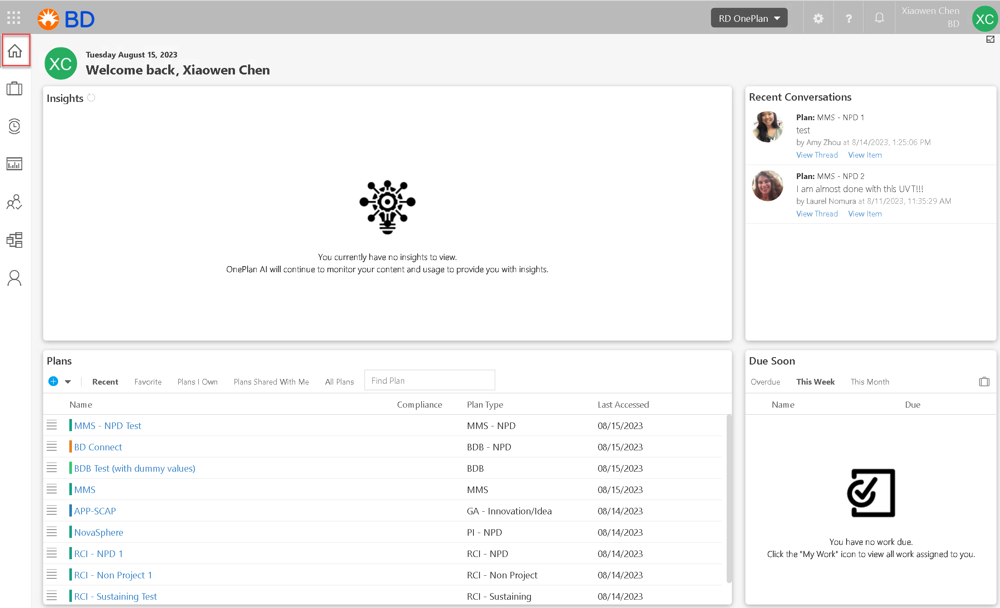 BD
RD OnePlan
?
Xiaowen Chen
BD
XC
XC
Tuesday August 15, 2023
Welcome back, Xiaowen Chen
Insights
You currently have no insights to view.
OnePlan AI will continue to monitor your content and usage to provide you with insights.
Recent Conversations
Plan: MMS - NPD 1
test
by Amy Zhou at 8/14/2023, 1:25:06 PM
View Thread View Item
Plan: MMS - NPD 2
I am almost done with this UVT!!!
by Laurel Nomura at 8/11/2023, 11:35:29 AM
View Thread View Item
Plans
Recent Favorite Plans I Own Plans Shared With Me All Plans Find Plan
Name Compliance Plan Type Last Accessed
MMS - NPD Test MMS - NPD 08/15/2023
BD Connect BDB - NPD 08/15/2023
BDB Test (with dummy values) BDB 08/15/2023
MMS MMS 08/15/2023
APP-SCAP GA - Innovation/Idea 08/14/2023
NovaSphere PI - NPD 08/14/2023
RCI - NPD 1 RCI - NPD 08/14/2023
RCI - Non Project 1 RCI - Non Project 08/14/2023
RCI - Sustaining Test RCI - Sustaining 08/14/2023
Due Soon
Overdue This Week This Month
Name Due
You have no work due.
Click the "My Work" icon to view all work assigned to you.